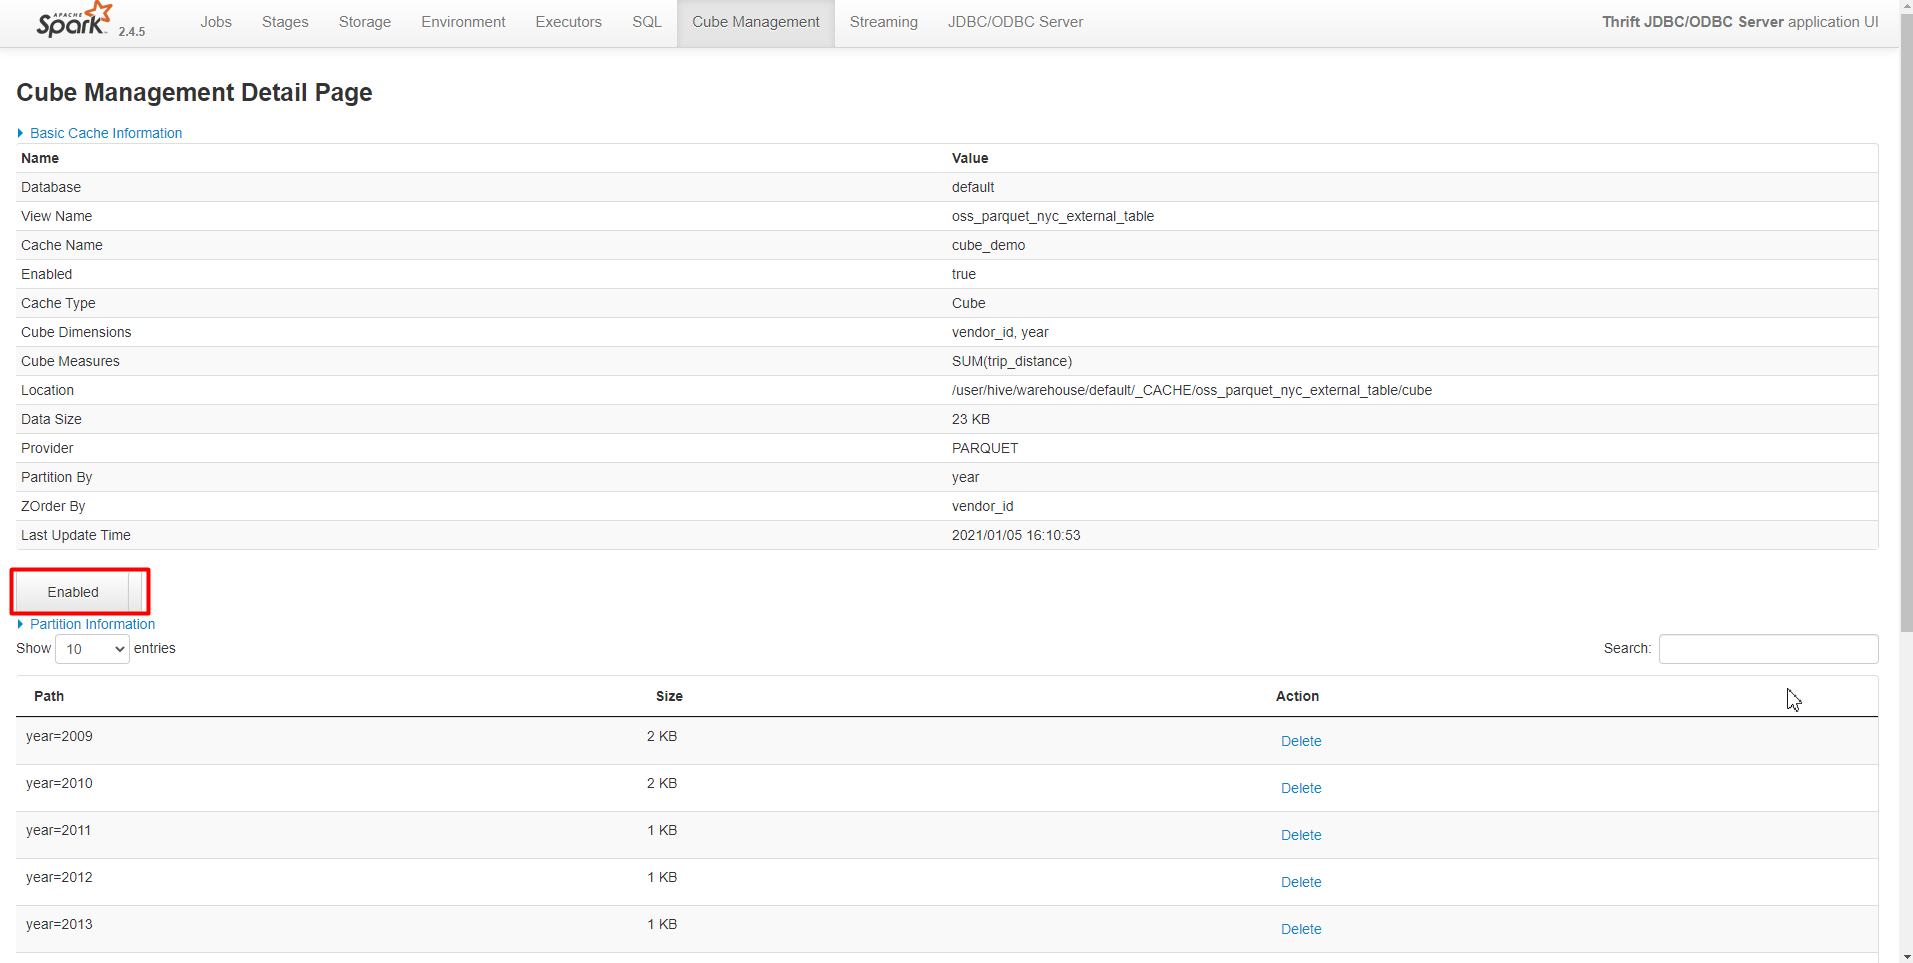 APACHE
Spark 2.4.5 Jobs Stages Storage Environment Executors SQL Cube Management Streaming JDBC/ODBC Server Thrift JDBC/ODBC Server application UI
Cube Management Detail Page
Basic Cache Information
Name Value
Database default
View Name oss_parquet_nyc_external_table
Cache Name cube_demo
Enabled true
Cache Type Cube
Cube Dimensions vendor_id, year
Cube Measures SUM(trip_distance)
Location /user/hive/warehouse/default/_CACHE/oss_parquet_nyc_external_table/cube
Data Size 23 KB
Provider PARQUET
Partition By year
ZOrder By vendor_id
Last Update Time 2021/01/05 16:10:53
Enabled
Partition Information
Show 10 entries Search:
Path Size Action
year=2009 2 KB Delete
year=2010 2 KB Delete
year=2011 1 KB Delete
year=2012 1 KB Delete
year=2013 1 KB Delete